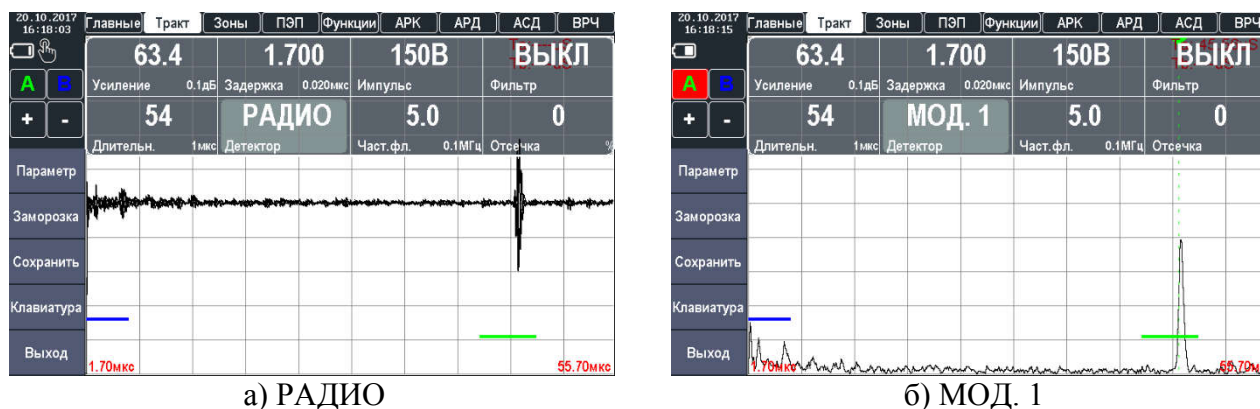 20.10.2017
16:18:03
Главные Тракт Зоны ПЭП Функции АРК АРД АСД ВРЧ
63.4 1.700 150В ВЫКЛ
A B
Усиление 0.1дБ Задержка 0.020мкс Импульс Фильтр
+ - 54 РАДИО 5.0 0
Длительн. 1мкс Детектор Част.фл. 0.1МГц Отсечка %
Параметр
Заморозка
Сохранить
Клавиатура
Выход
1.70мкс 55.70мкс
а) РАДИО
20.10.2017
16:18:15
Главные Тракт Зоны ПЭП Функции АРК АРД АСД ВРЧ
63.4 1.700 150В ВЫКЛ
A B
Усиление 0.1дБ Задержка 0.020мкс Импульс Фильтр
+ - 54 МОД. 1 5.0 0
Длительн. 1мкс Детектор Част.фл. 0.1МГц Отсечка
Параметр
Заморозка
Сохранить
Клавиатура
Выход
1.70мкс 55.70м
б) МОД. 1